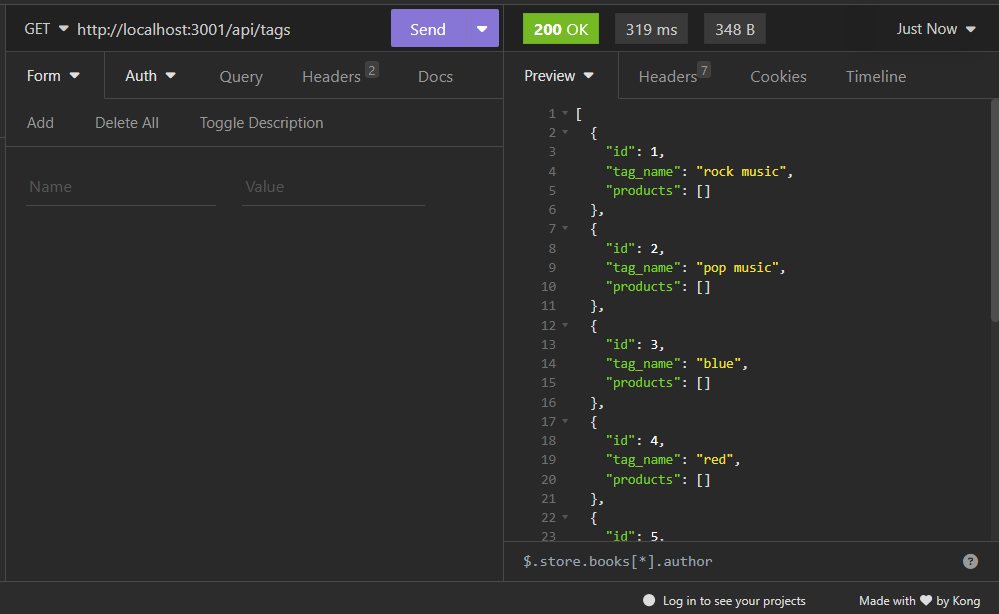 GET http://localhost:3001/api/tags Send
200 OK 319 ms 348 B Just Now
Form Auth Query Headers 2 Docs
Preview Headers 7 Cookies Timeline
Add Delete All Toggle Description
Name Value
1 [
2 {
3 "id": 1,
4 "tag_name": "rock music",
5 "products": []
6 },
7 {
8 "id": 2,
9 "tag_name": "pop music",
10 "products": []
11 },
12 {
13 "id": 3,
14 "tag_name": "blue",
15 "products": []
16 },
17 {
18 "id": 4,
19 "tag_name": "red",
20 "products": []
21 },
22 {
23 "id": 5,
$.store.books[*].author ?
Log in to see your projects Made with ❤ by Kong